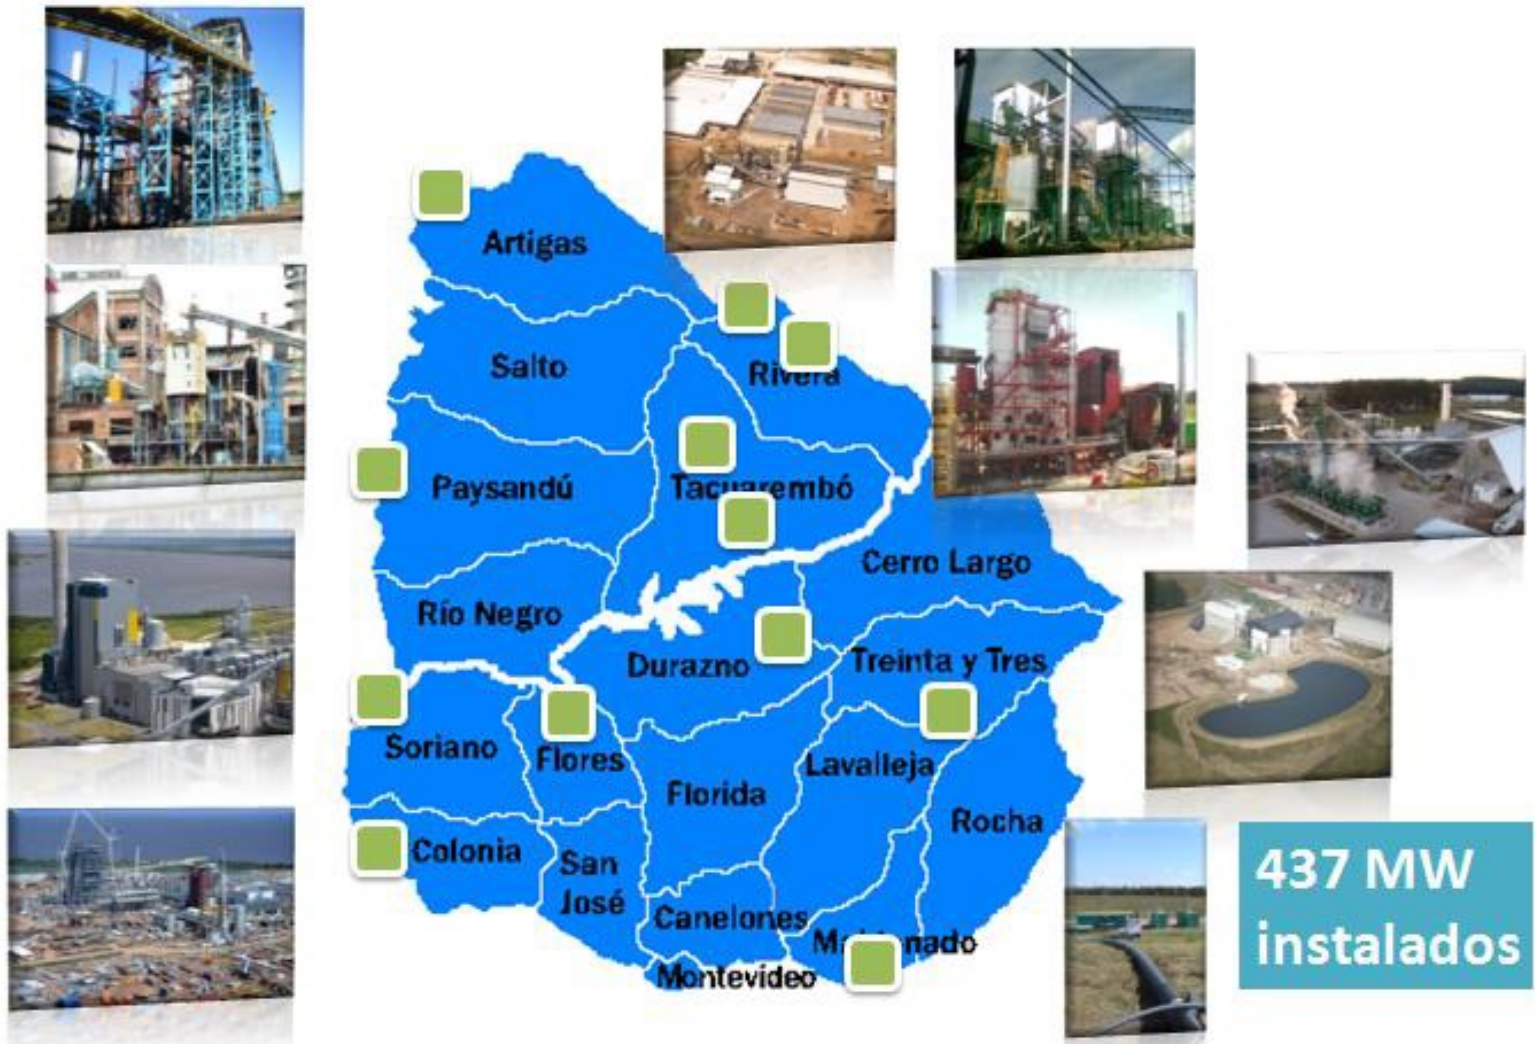 Artigas
Salto
Rivera
Paysandú
Tacuarembó
Cerro Largo
Río Negro
Durazno
Treinta y Tres
Soriano
Flores
Lavalleja
Florida
Rocha
Colonia
San
José
Canelones
Maldonado
Montevideo
437 MW
instalados